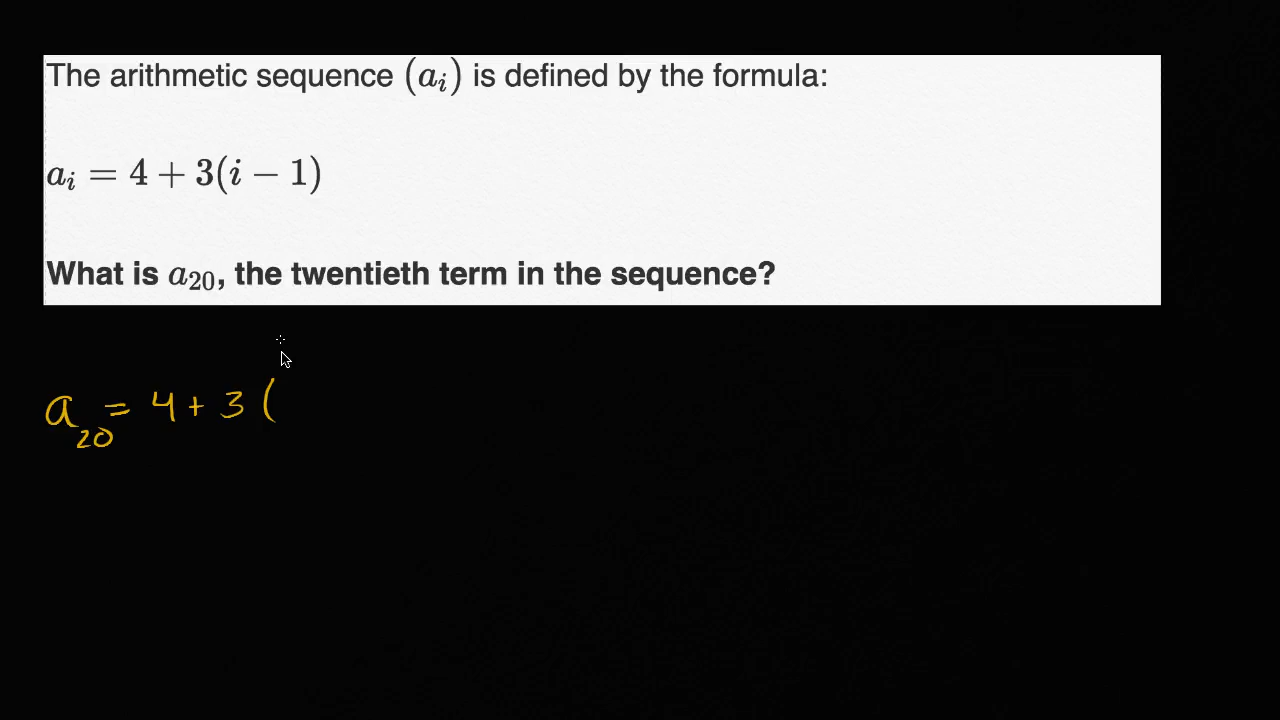 The arithmetic sequence (a_i) is defined by the formula:
a_i = 4 + 3(i − 1)
What is a_20, the twentieth term in the sequence?
a_20 = 4 + 3 (